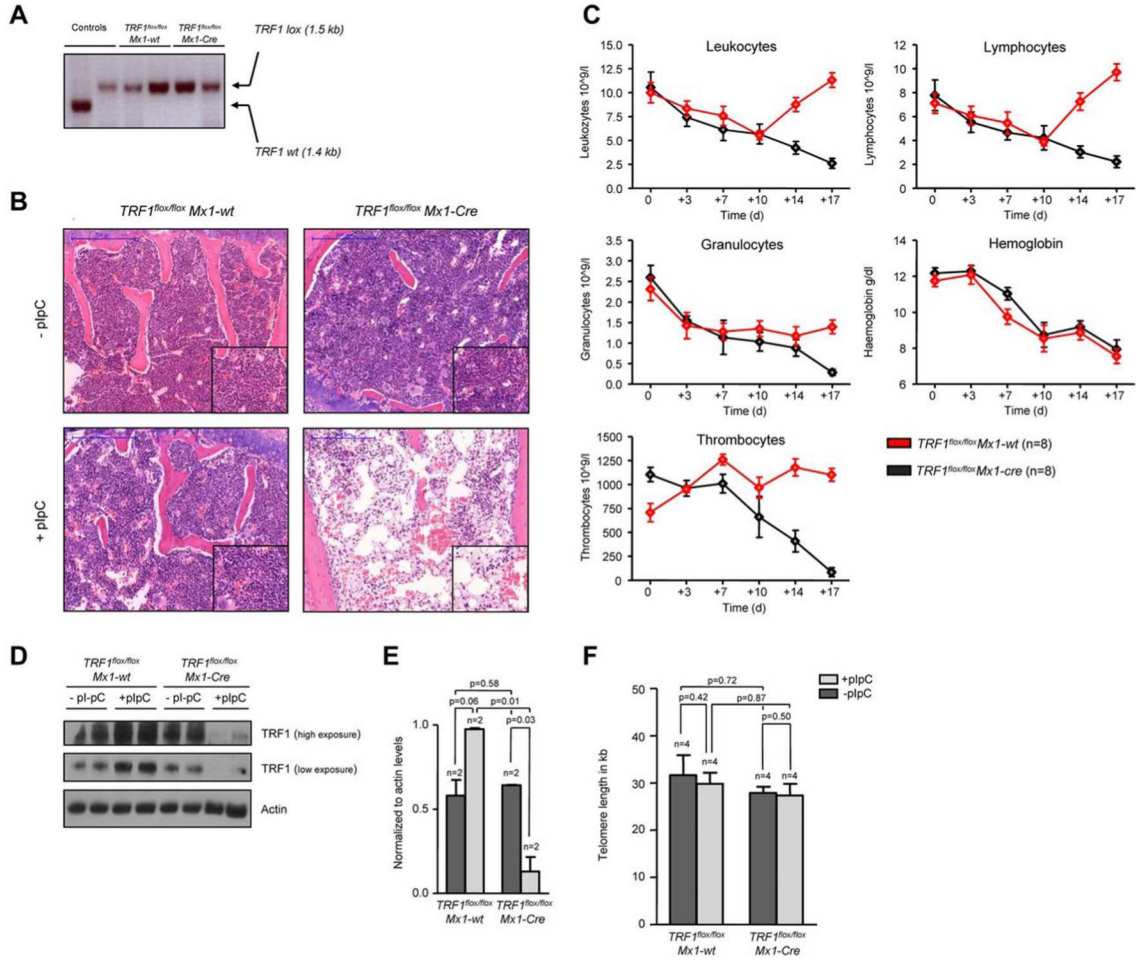 A
Controls
TRF1flox/flox
Mx1-wt
TRF1flox/flox
Mx1-Cre
TRF1 lox (1.5 kb)
TRF1 wt (1.4 kb)
B
TRF1flox/flox Mx1-wt
TRF1flox/flox Mx1-Cre
- pIpC
+ pIpC
C
Leukocytes
Leukozytes 10^9/l
15.0
12.5
10.0
7.5
5.0
2.5
0.0
0
+3
+7
+10
+14
+17
Time (d)
Lymphocytes
Lymphocytes 10^9/l
12
10
8
6
4
2
0
0
+3
+7
+10
+14
+17
Time (d)
Granulocytes
Granulocytes 10^9/l
3.5
3.0
2.5
2.0
1.5
1.0
0.5
0.0
0
+3
+7
+10
+14
+17
Time (d)
Hemoglobin
Haemoglobin g/dl
14
12
10
8
6
0
+3
+7
+10
+14
+17
Time (d)
Thrombocytes
Thrombocytes 10^9/l
1500
1250
1000
750
500
250
0
0
+3
+7
+10
+14
+17
Time (d)
TRF1flox/flox Mx1-wt (n=8)
TRF1flox/flox Mx1-cre (n=8)
D
TRF1flox/flox
Mx1-wt
TRF1flox/flox
Mx1-Cre
- pI-pC
+pIpC
- pI-pC
+pIpC
TRF1 (high exposure)
TRF1 (low exposure)
Actin
E
Normalized to actin levels
1.0
0.5
0.0
p=0.58
p=0.06
p=0.01
p=0.03
n=2
n=2
n=2
n=2
TRF1flox/flox
Mx1-wt
TRF1flox/flox
Mx1-Cre
F
+pIpC
-pIpC
Telomere length in kb
50
40
30
20
10
0
p=0.72
p=0.42
p=0.87
p=0.50
n=4
n=4
n=4
n=4
TRF1flox/flox
Mx1-wt
TRF1flox/flox
Mx1-Cre